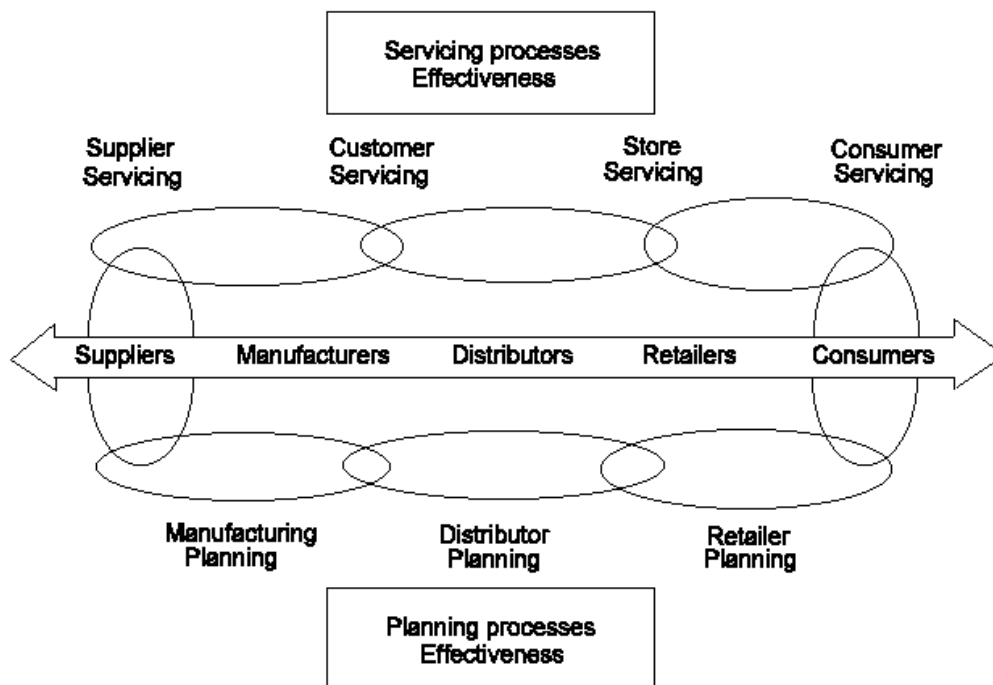 Servicing processes
Effectiveness
Supplier
Servicing
Customer
Servicing
Store
Servicing
Consumer
Servicing
Suppliers
Manufacturers
Distributors
Retailers
Consumers
Manufacturing
Planning
Distributor
Planning
Retailer
Planning
Planning processes
Effectiveness